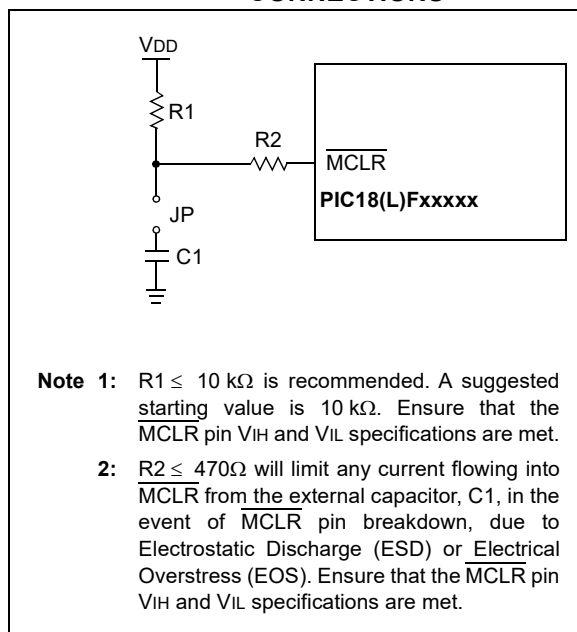 VDD
R1
R2
MCLR
PIC18(L)Fxxxxx
JP
C1
Note 1: R1 ≤ 10 kΩ is recommended. A suggested
starting value is 10 kΩ. Ensure that the
MCLR pin VIH and VIL specifications are met.
2: R2 ≤ 470Ω will limit any current flowing into
MCLR from the external capacitor, C1, in the
event of MCLR pin breakdown, due to
Electrostatic Discharge (ESD) or Electrical
Overstress (EOS). Ensure that the MCLR pin
VIH and VIL specifications are met.